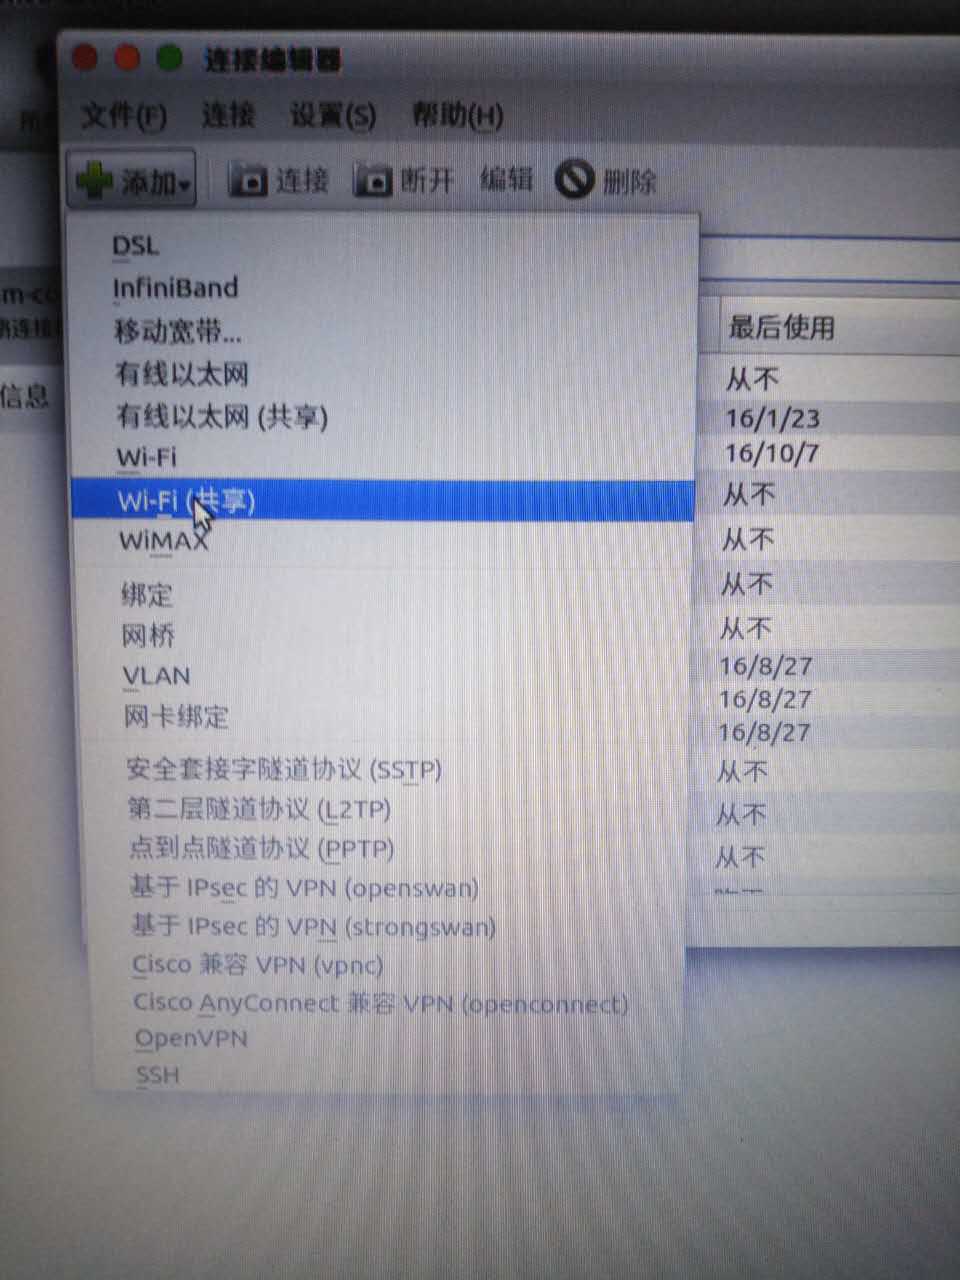 连接编辑器
文件(F) 连接 设置(S) 帮助(H)
添加 连接 断开 编辑 删除
DSL
InfiniBand
移动宽带...
有线以太网
有线以太网 (共享)
Wi-Fi
Wi-Fi (共享)
WiMAX
绑定
网桥
VLAN
网卡绑定
安全套接字隧道协议 (SSTP)
第二层隧道协议 (L2TP)
点到点隧道协议 (PPTP)
基于 IPsec 的 VPN (openswan)
基于 IPsec 的 VPN (strongswan)
Cisco 兼容 VPN (vpnc)
Cisco AnyConnect 兼容 VPN (openconnect)
OpenVPN
SSH
最后使用
从不
16/1/23
16/10/7
从不
从不
从不
从不
16/8/27
16/8/27
16/8/27
从不
从不
从不
信息